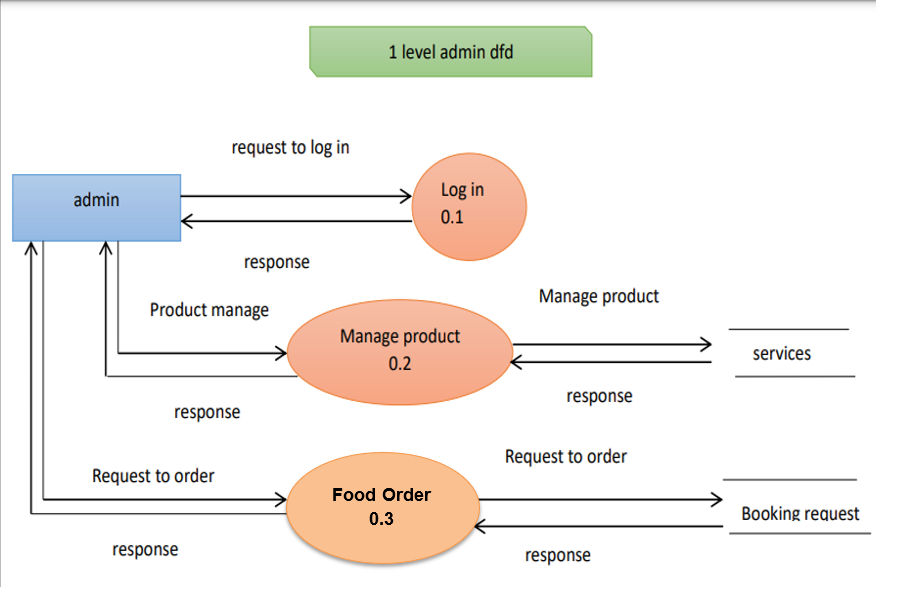 1 level admin dfd
request to log in
admin
Log in
0.1
response
Product manage
Manage product
0.2
Manage product
services
response
response
Request to order
Food Order
0.3
Request to order
Booking request
response
response